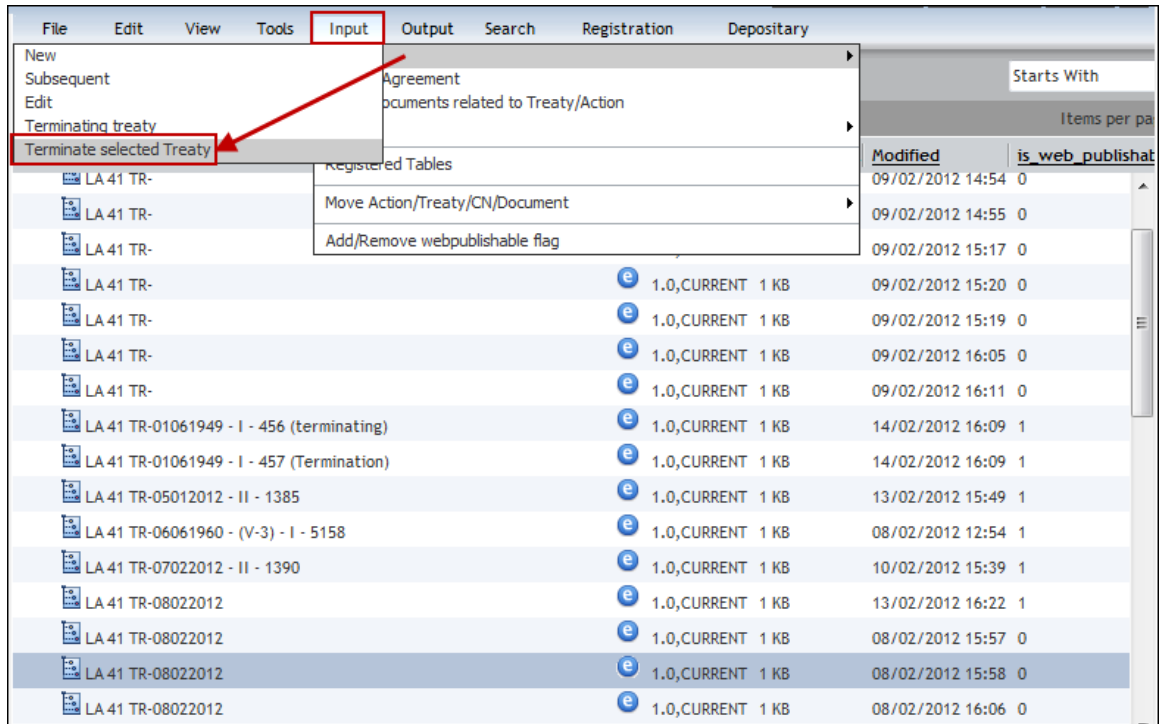 File Edit View Tools Input Output Search Registration Depositary
New
Subsequent
Agreement
Starts With
Edit
ocuments related to Treaty/Action
Terminating treaty
Items per pa
Terminate selected Treaty
Registered Tables
Modified is_web_publishab
LA 41 TR- 09/02/2012 14:54 0
Move Action/Treaty/CN/Document
LA 41 TR- 09/02/2012 14:55 0
Add/Remove webpublishable flag
LA 41 TR- 09/02/2012 15:17 0
LA 41 TR- e 1.0,CURRENT 1 KB 09/02/2012 15:20 0
LA 41 TR- e 1.0,CURRENT 1 KB 09/02/2012 15:19 0
LA 41 TR- e 1.0,CURRENT 1 KB 09/02/2012 16:05 0
LA 41 TR- e 1.0,CURRENT 1 KB 09/02/2012 16:11 0
LA 41 TR-01061949 - I - 456 (terminating) e 1.0,CURRENT 1 KB 14/02/2012 16:09 1
LA 41 TR-01061949 - I - 457 (Termination) e 1.0,CURRENT 1 KB 14/02/2012 16:09 1
LA 41 TR-05012012 - II - 1385 e 1.0,CURRENT 1 KB 13/02/2012 15:49 1
LA 41 TR-06061960 - (V-3) - I - 5158 e 1.0,CURRENT 1 KB 08/02/2012 12:54 1
LA 41 TR-07022012 - II - 1390 e 1.0,CURRENT 1 KB 10/02/2012 15:39 1
LA 41 TR-08022012 e 1.0,CURRENT 1 KB 13/02/2012 16:22 1
LA 41 TR-08022012 e 1.0,CURRENT 1 KB 08/02/2012 15:57 0
LA 41 TR-08022012 e 1.0,CURRENT 1 KB 08/02/2012 15:58 0
LA 41 TR-08022012 e 1.0,CURRENT 1 KB 08/02/2012 16:06 0